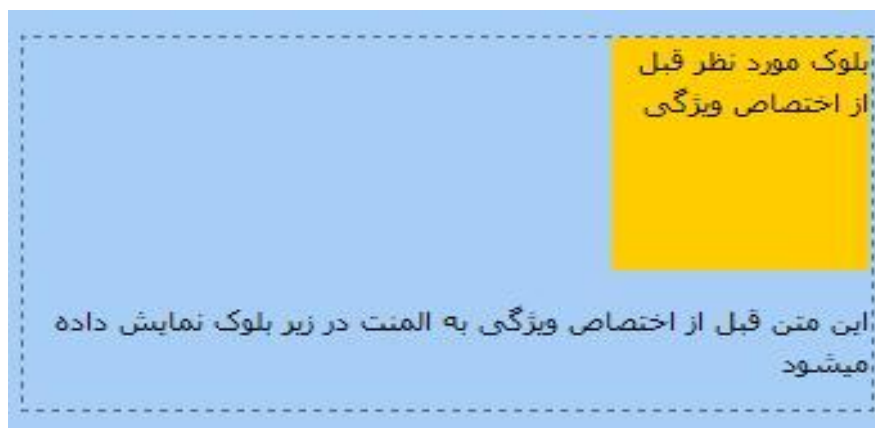 بلوک مورد نظر قبل
از اختصاص ویژگی
این متن قبل از اختصاص ویژگی به المنت در زیر بلوک نمایش داده
میشود